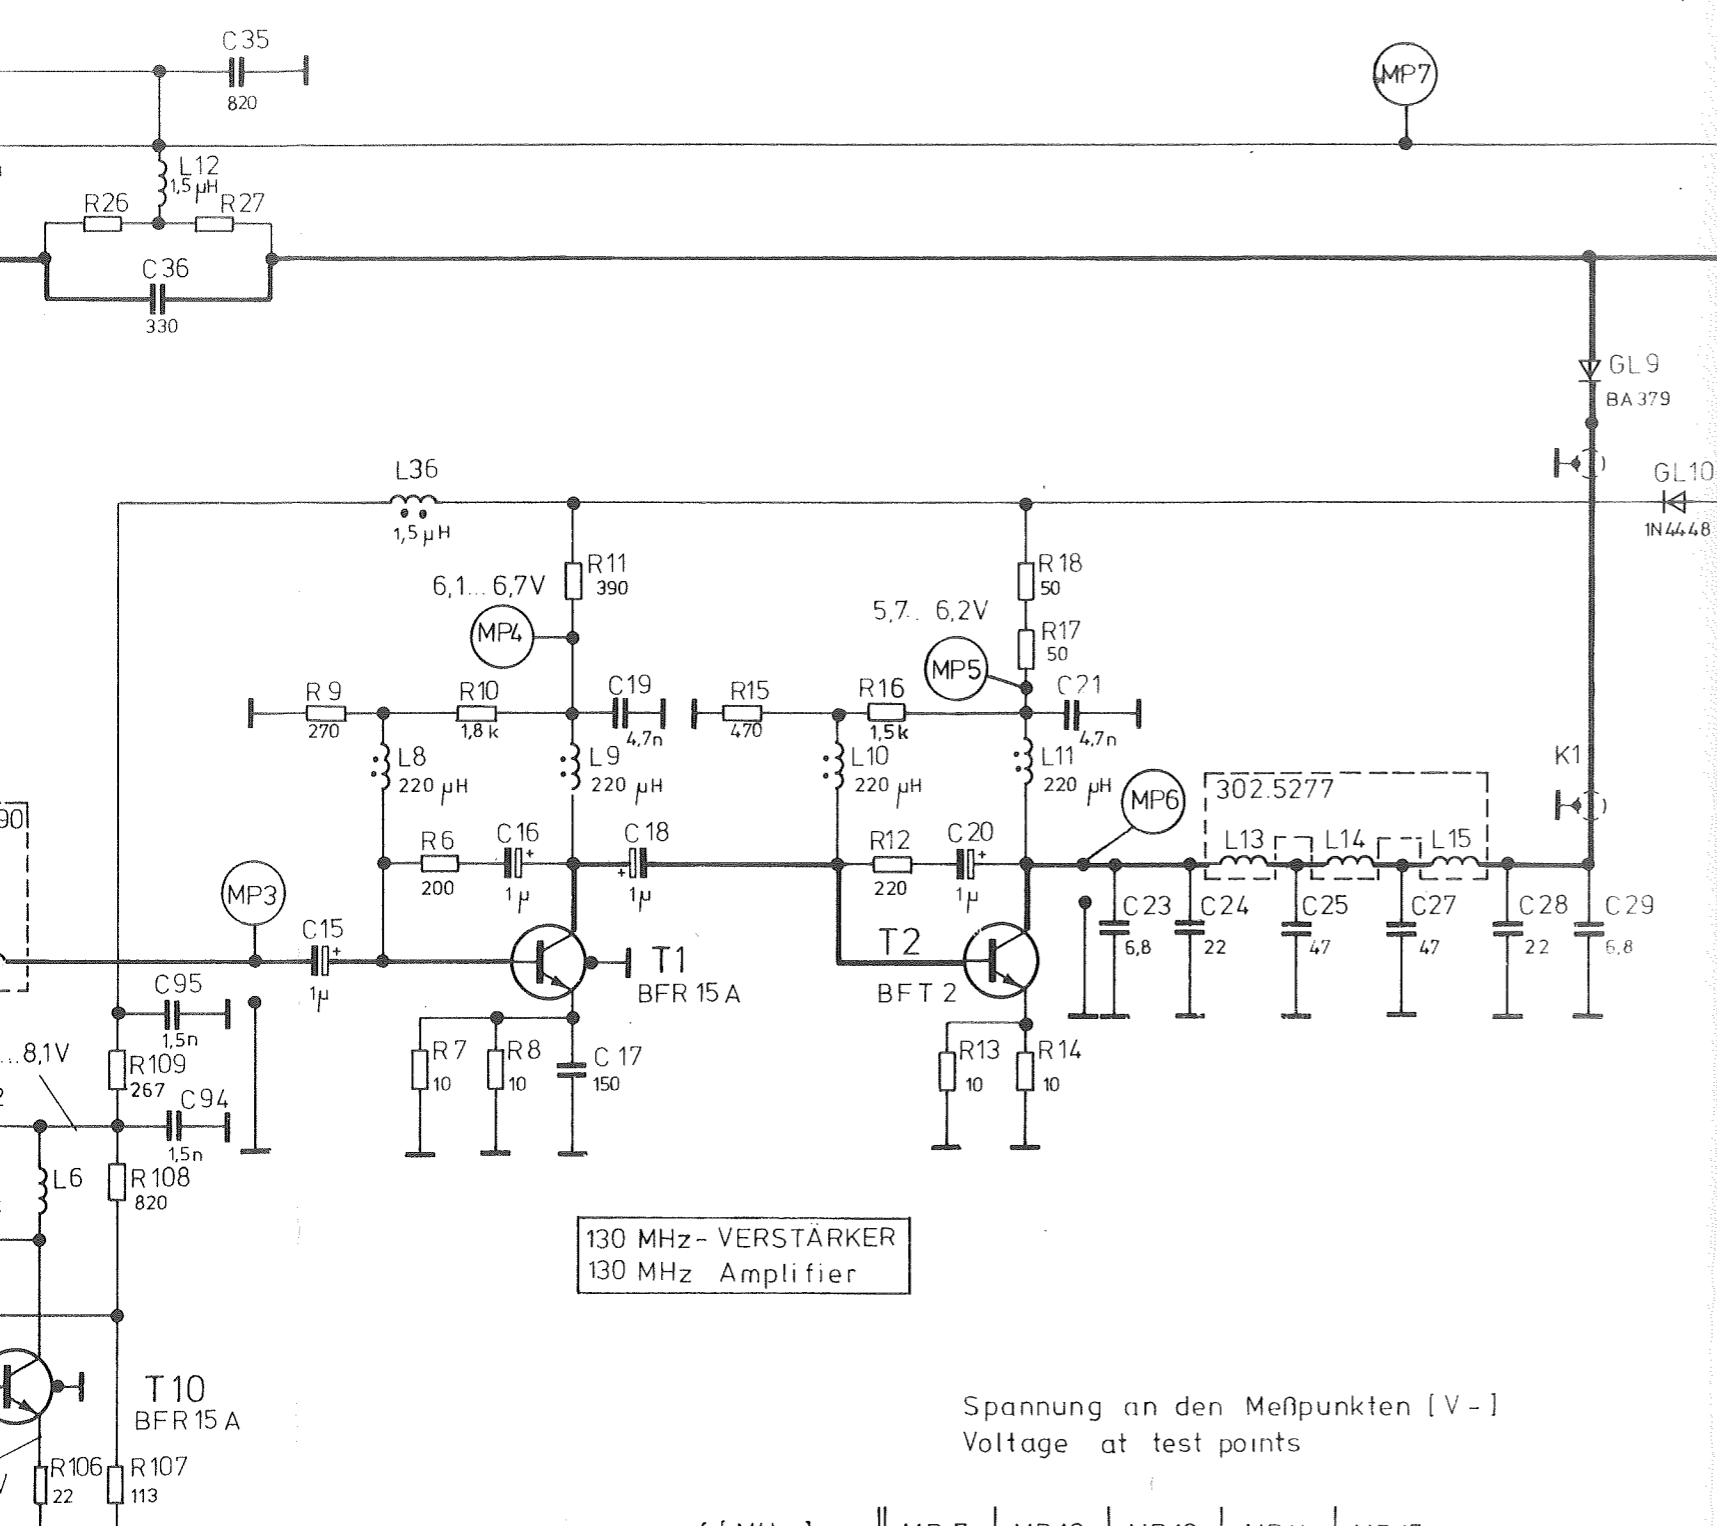 C35
820
MP7
L12
1,5 µH
R26
R27
C36
330
GL9
BA379
GL10
1N4448
L36
1,5 µH
R11
390
6,1... 6,7V
MP4
R18
50
5,7.. 6,2V
R17
50
MP5
R9
270
R10
1,8 k
C19
4,7n
R15
470
R16
1,5k
C21
4,7n
L8
220 µH
L9
220 µH
L10
220 µH
L11
220 µH
K1
MP6
302.5277
L13
L14
L15
90
R6
200
C16
+
1µ
C18
+
1µ
R12
220
C20
+
1µ
MP3
C15
+
1µ
C23
6,8
C24
22
C25
47
C27
47
C28
22
C29
6,8
T1
BFR 15 A
T2
BFT 2
C95
1,5n
...8,1V
R109
267
C94
1,5n
R7
10
R8
10
C17
150
R13
10
R14
10
L6
R108
820
130 MHz - VERSTÄRKER
130 MHz Amplifier
T10
BFR 15 A
R106
22
R107
113
Spannung an den Meßpunkten [V-]
Voltage at test points